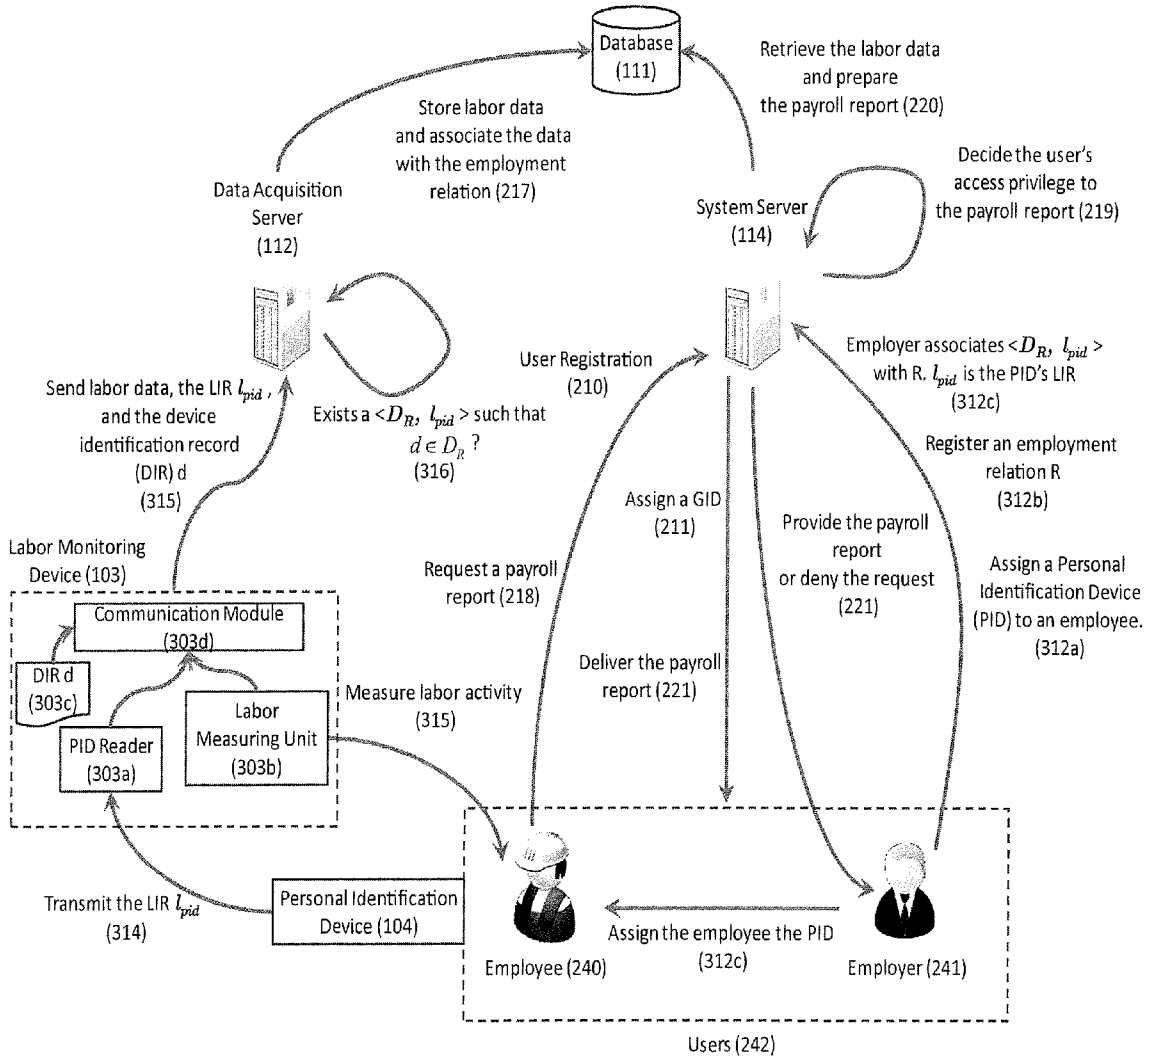 Database
(111)
Retrieve the labor data
and prepare
the payroll report (220)
Store labor data
and associate the data
with the employment
relation (217)
Decide the user's
access privilege to
the payroll report (219)
Data Acquisition
Server
(112)
System Server
(114)
User Registration
(210)
Employer associates <D_R, l_pid>
with R. l_pid is the PID's LIR
(312c)
Send labor data, the LIR l_pid ,
and the device
identification record
(DIR) d
(315)
Exists a <D_R, l_pid> such that
d ∈ D_R ?
(316)
Register an employment
relation R
(312b)
Assign a GID
(211)
Provide the payroll
report
or deny the request
(221)
Labor Monitoring
Device (103)
Request a payroll
report (218)
Assign a Personal
Identification Device
(PID) to an employee.
(312a)
Communication Module
(303d)
DIR d
(303c)
Deliver the payroll
report (221)
Measure labor activity
(315)
Labor
Measuring Unit
(303b)
PID Reader
(303a)
Transmit the LIR l_pid
(314)
Personal Identification
Device (104)
Assign the employee the PID
(312c)
Employee (240)
Employer (241)
Users (242)